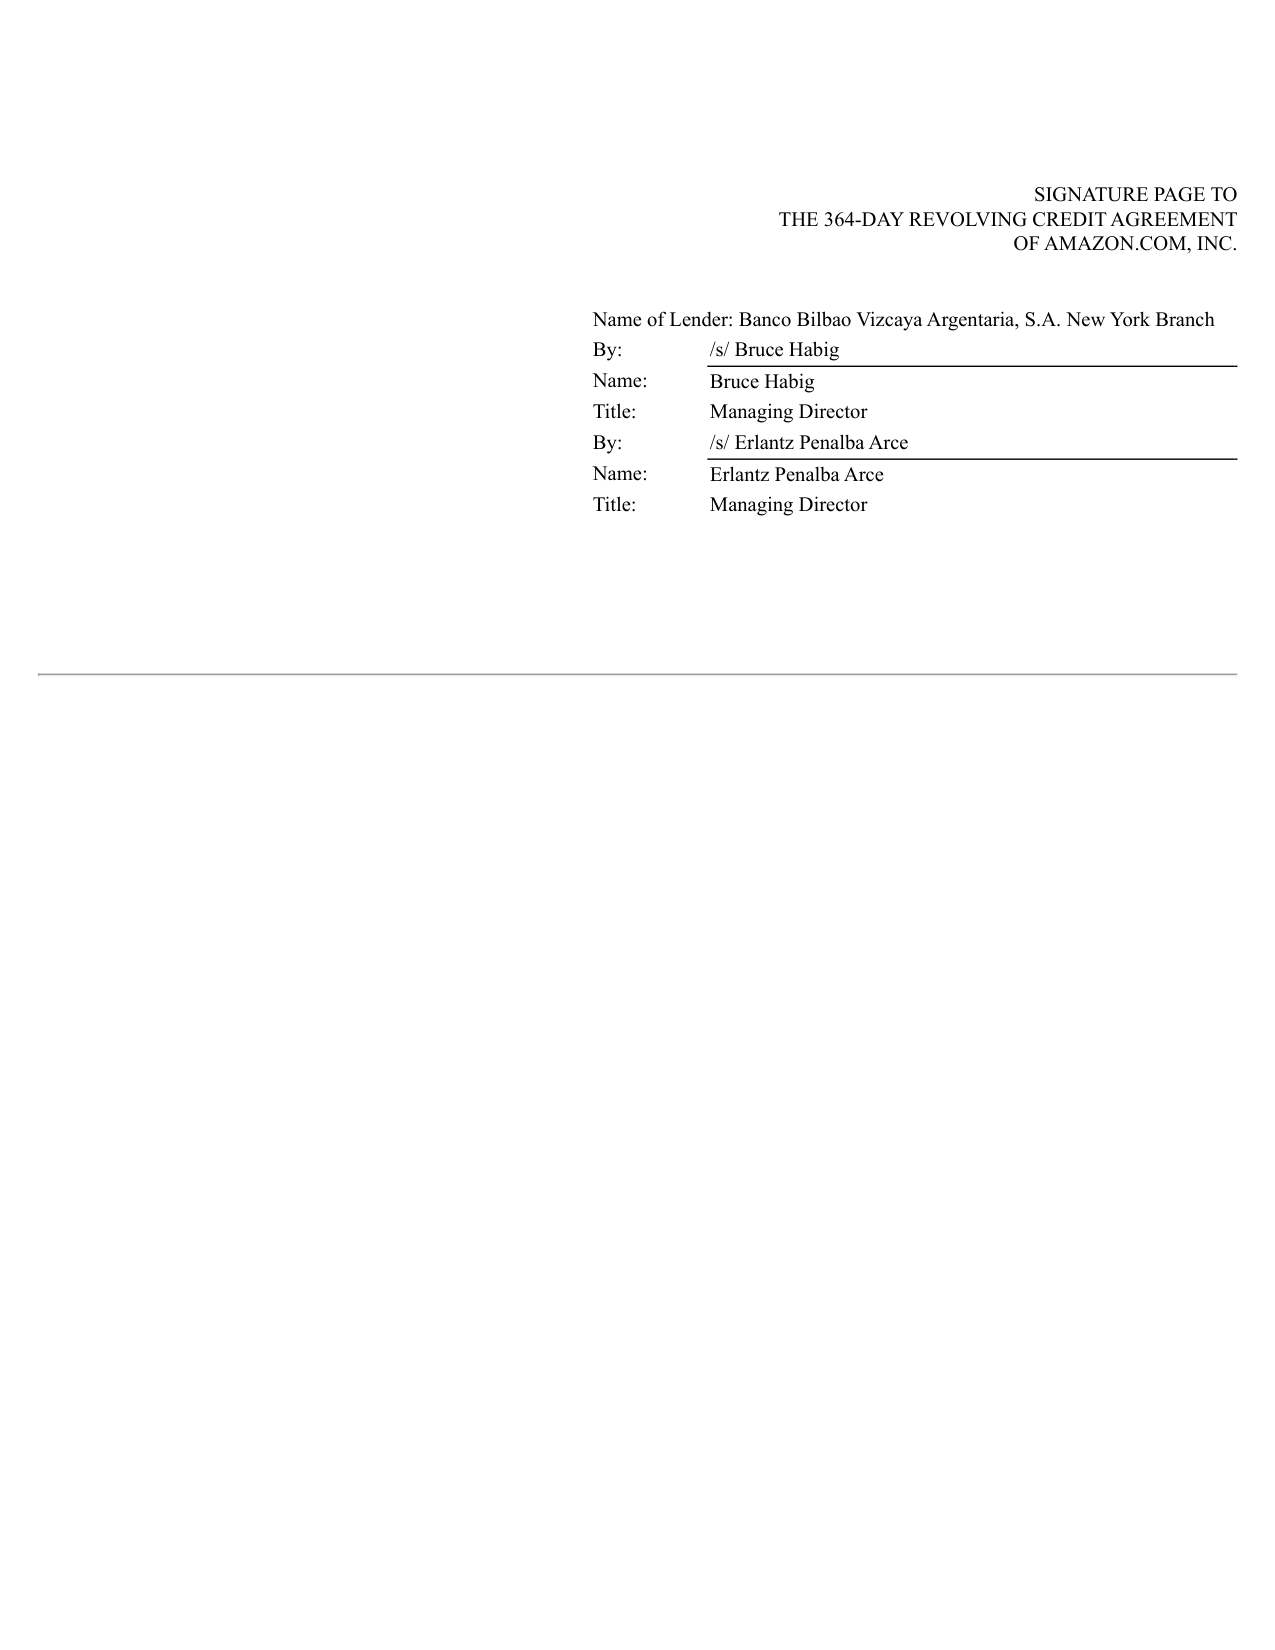 SIGNATURE PAGE TO
THE 364-DAY REVOLVING CREDIT AGREEMENT
OF AMAZON.COM, INC.
Name of Lender: Banco Bilbao Vizcaya Argentaria, S.A. New York Branch
By: /s/ Bruce Habig
Name: Bruce Habig
Title: Managing Director
By: /s/ Erlantz Penalba Arce
Name: Erlantz Penalba Arce
Title: Managing Director